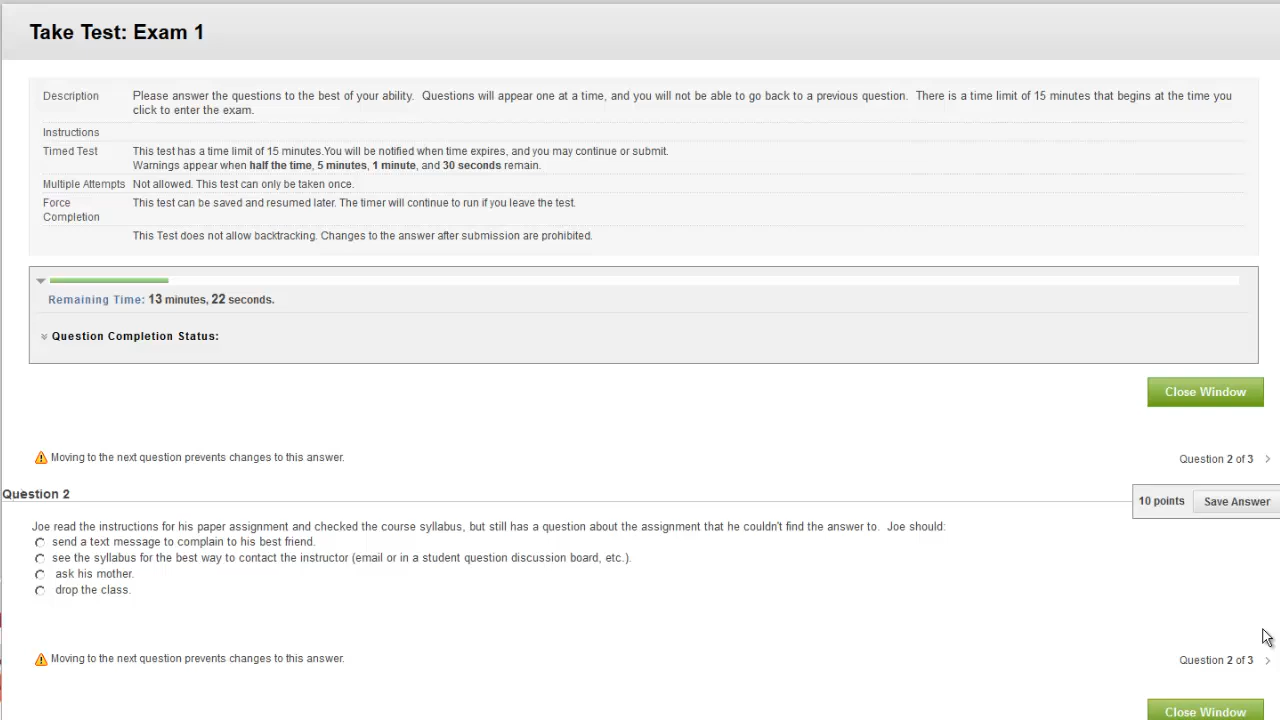 Take Test: Exam 1
Description Please answer the questions to the best of your ability. Questions will appear one at a time, and you will not be able to go back to a previous question. There is a time limit of 15 minutes that begins at the time you
click to enter the exam.
Instructions
Timed Test This test has a time limit of 15 minutes.You will be notified when time expires, and you may continue or submit.
Warnings appear when half the time, 5 minutes, 1 minute, and 30 seconds remain.
Multiple Attempts Not allowed. This test can only be taken once.
Force This test can be saved and resumed later. The timer will continue to run if you leave the test.
Completion
This Test does not allow backtracking. Changes to the answer after submission are prohibited.
Remaining Time: 13 minutes, 22 seconds.
Question Completion Status:
Close Window
Moving to the next question prevents changes to this answer. Question 2 of 3
Question 2
10 points Save Answer
Joe read the instructions for his paper assignment and checked the course syllabus, but still has a question about the assignment that he couldn't find the answer to. Joe should:
send a text message to complain to his best friend.
see the syllabus for the best way to contact the instructor (email or in a student question discussion board, etc.).
ask his mother.
drop the class.
Moving to the next question prevents changes to this answer. Question 2 of 3
Close Window